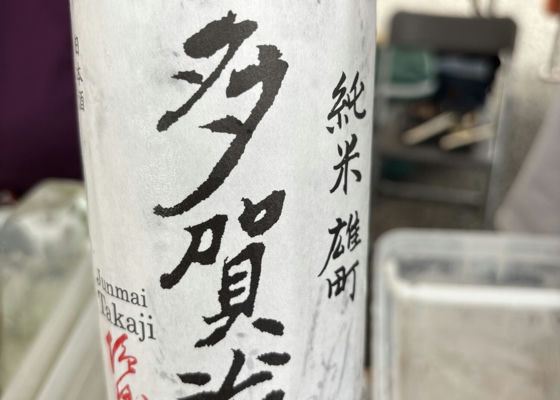 多賀治
純米 雄町
日本酒
Junmai
Takaji